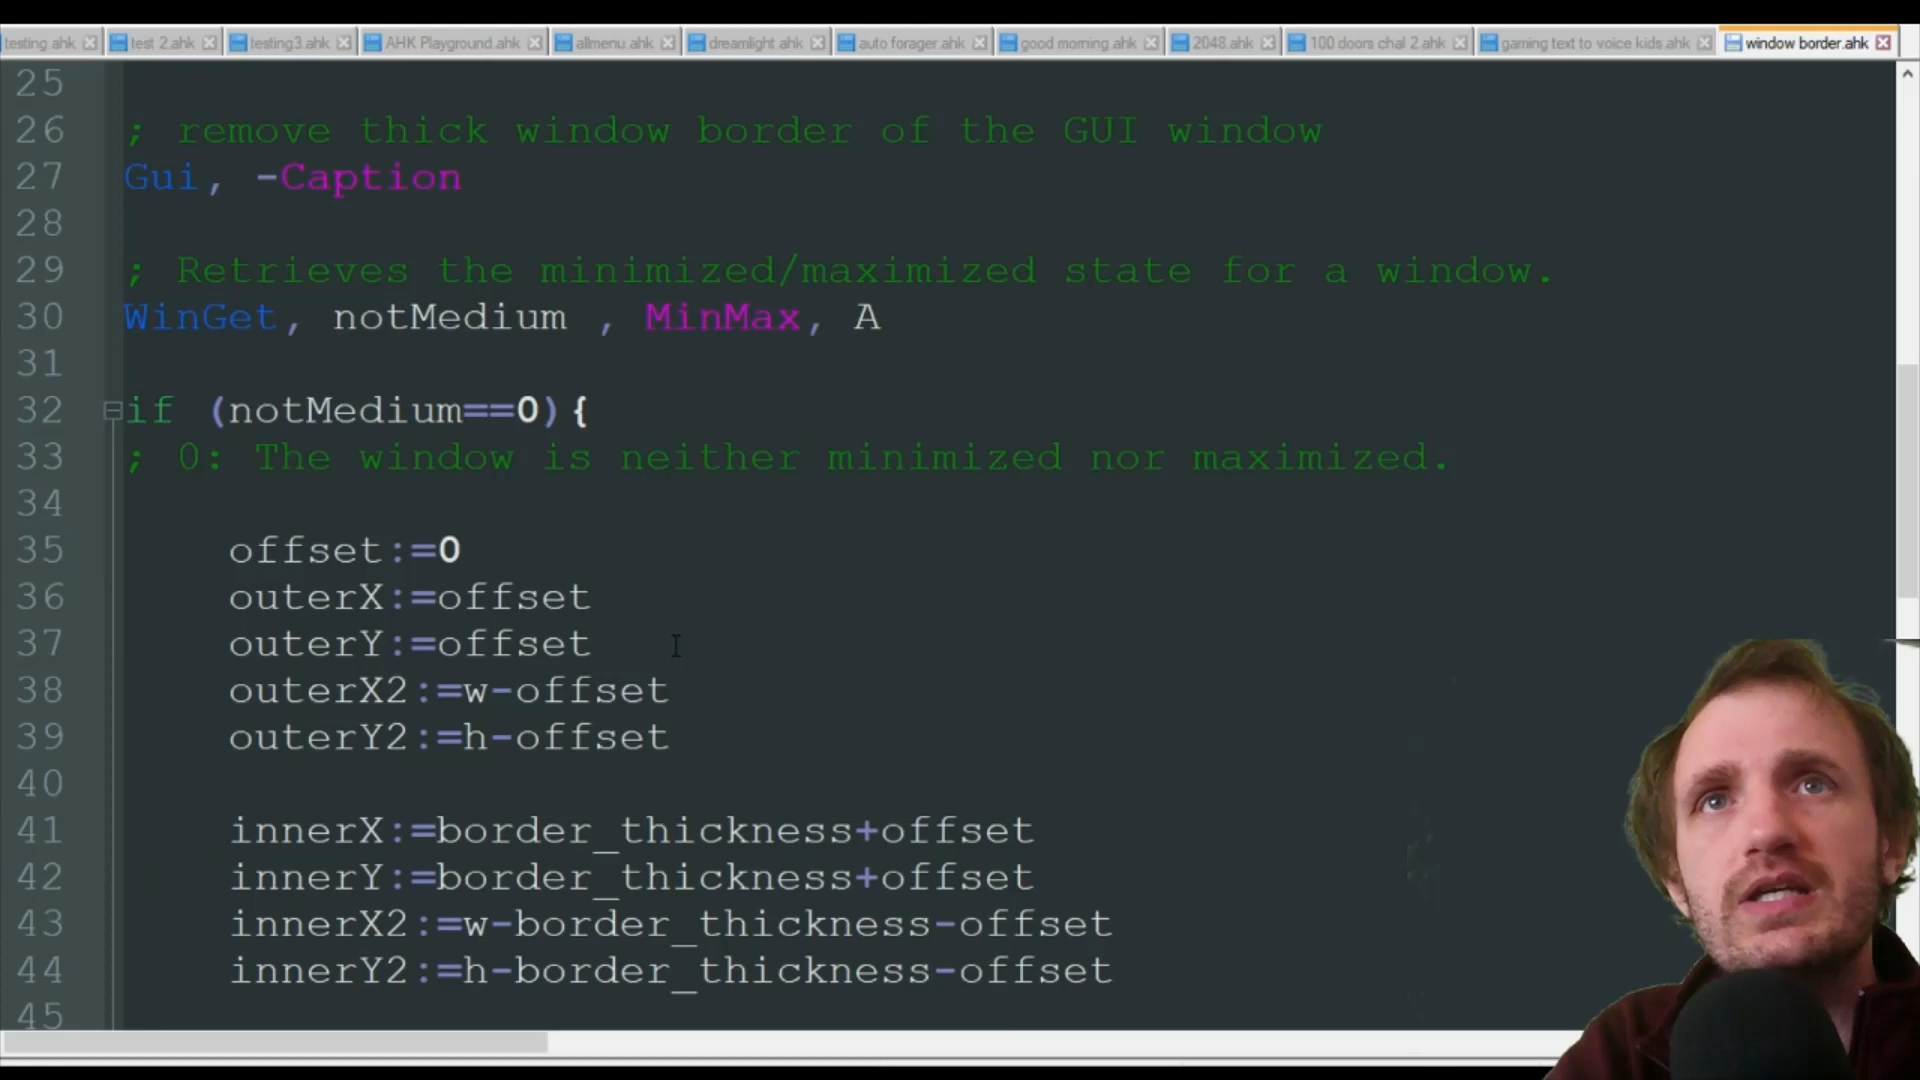 testing.ahk test 2.ahk testing3.ahk AHK Playground.ahk allmenu.ahk dreamlight.ahk auto forager.ahk good morning.ahk 2048.ahk 100 doors chal 2.ahk gaming text to voice kids.ahk window border.ahk
25
26 ; remove thick window border of the GUI window
27 Gui, -Caption
28
29 ; Retrieves the minimized/maximized state for a window.
30 WinGet, notMedium , MinMax, A
31
32 if (notMedium==0){
33 ; 0: The window is neither minimized nor maximized.
34
35 offset:=0
36 outerX:=offset
37 outerY:=offset
38 outerX2:=w-offset
39 outerY2:=h-offset
40
41 innerX:=border_thickness+offset
42 innerY:=border_thickness+offset
43 innerX2:=w-border_thickness-offset
44 innerY2:=h-border_thickness-offset
45